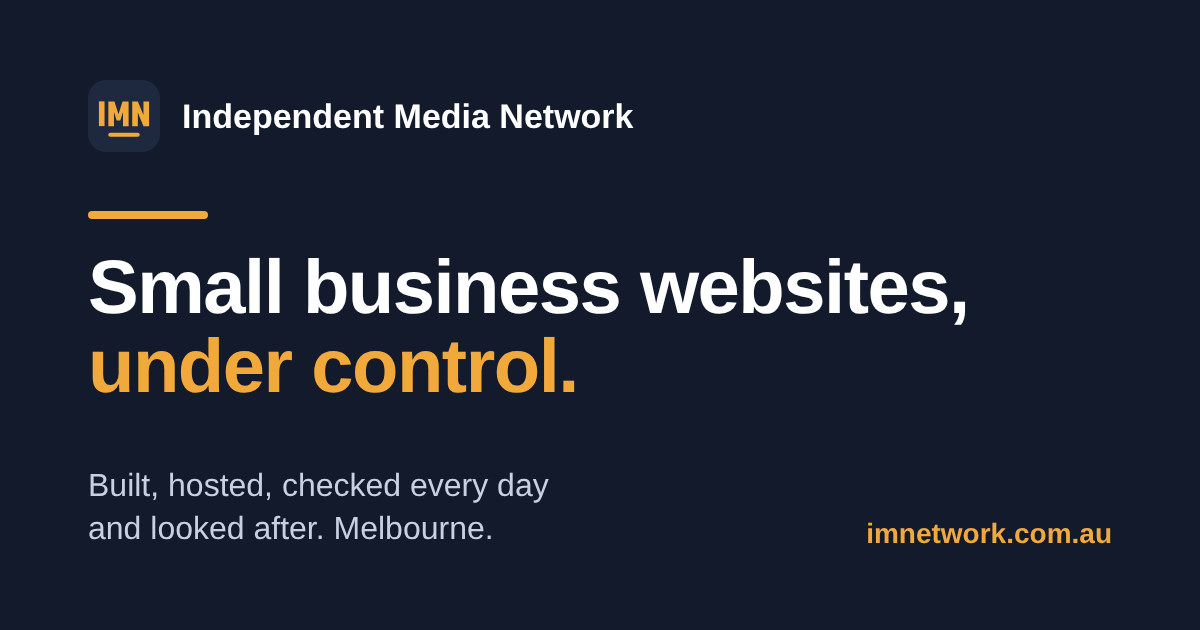 IMN
Independent Media Network
Small business websites,
under control.
Built, hosted, checked every day
and looked after. Melbourne.
imnetwork.com.au